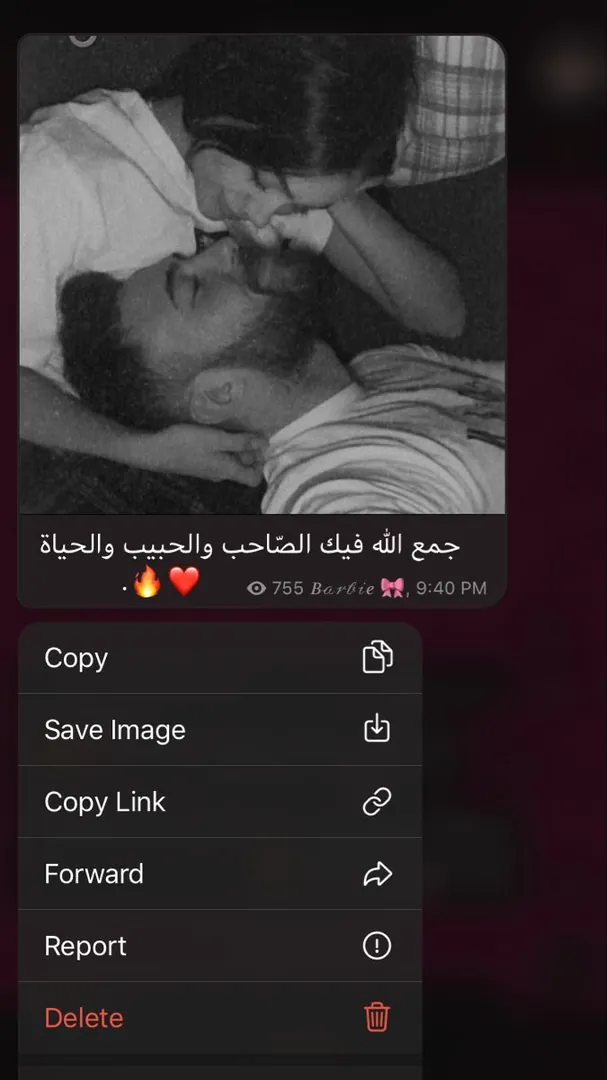 جمع الله فيك الصّاحب والحبيب والحياة
❤️🔥.
755 𝐵𝒶𝓇𝒷𝒾𝑒 🎀, 9:40 PM
Copy
Save Image
Copy Link
Forward
Report
Delete